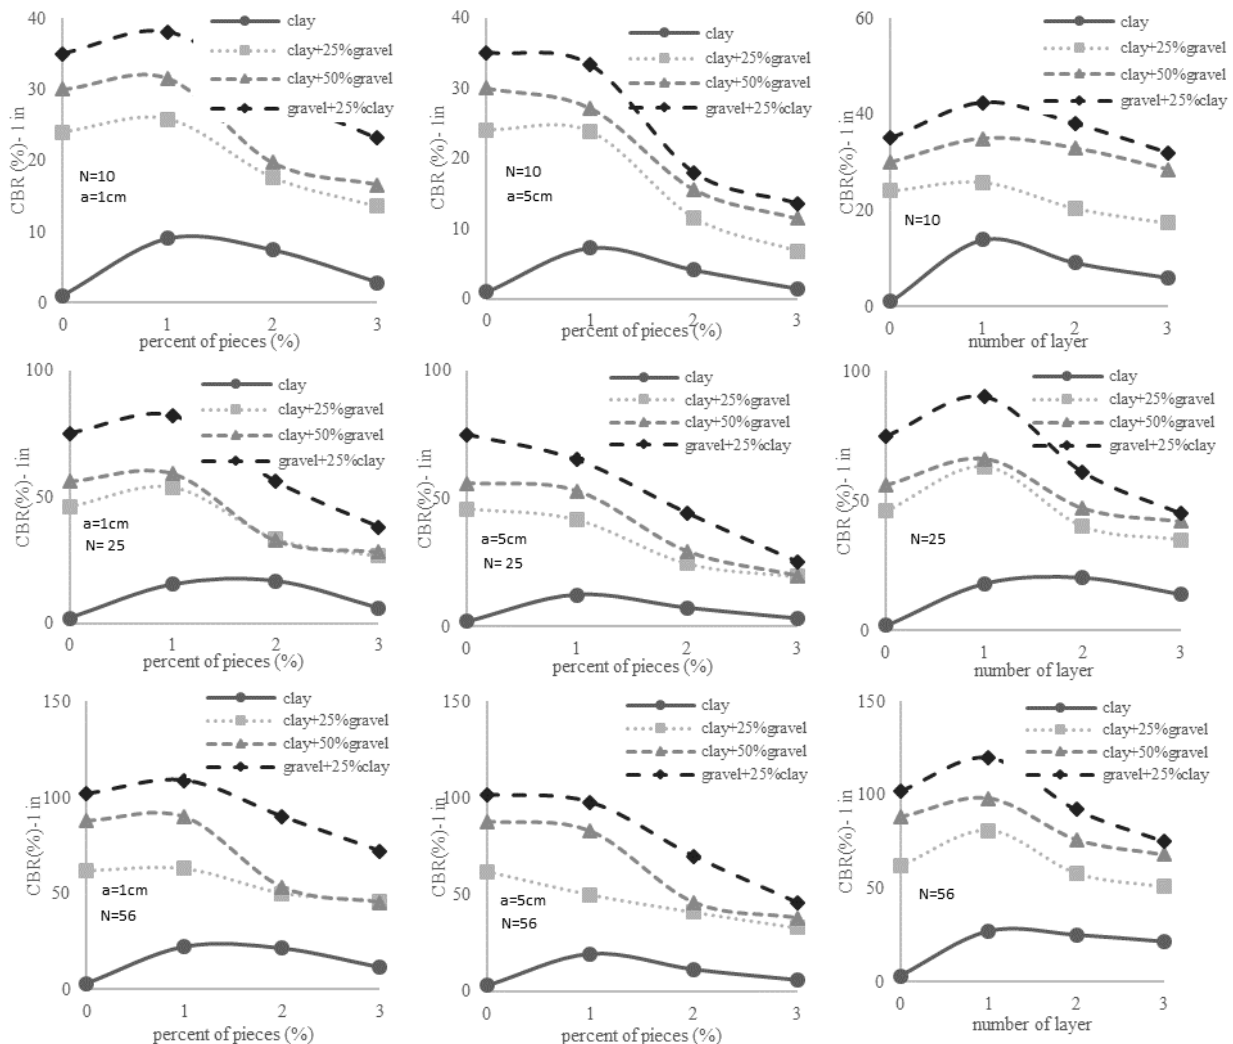 40
30
20
10
0
CBR (%)- 1 in
clay
clay+25%gravel
clay+50%gravel
gravel+25%clay
N=10
a=1cm
0 1 2 3
percent of pieces (%)
40
30
20
10
0
CBR (%)- 1in
clay
clay+25%gravel
clay+50%gravel
gravel+25%clay
N=10
a=5cm
0 1 2 3
percent of pieces (%)
60
40
20
0
CBR(%)- 1 in
clay
clay+25%gravel
clay+50%gravel
gravel+25%clay
N=10
0 1 2 3
number of layer
100
50
0
CBR(%)- 1in
clay
clay+25%gravel
clay+50%gravel
gravel+25%clay
a=1cm
N= 25
0 1 2 3
percent of pieces (%)
100
50
0
CBR(%)- 1in
clay
clay+25%gravel
clay+50%gravel
gravel+25%clay
a=5cm
N= 25
0 1 2 3
percent of pieces (%)
100
50
0
CBR (%)- 1 in
clay
clay+25%gravel
clay+50%gravel
gravel+25%clay
N=25
0 1 2 3
number of layer
150
100
50
0
CBR(%)-1 in
clay
clay+25%gravel
clay+50%gravel
gravel+25%clay
a=1cm
N=56
0 1 2 3
percent of pieces (%)
150
100
50
0
CBR(%)-1 in
clay
clay+25%gravel
clay+50%gravel
gravel+25%clay
a=5cm
N=56
0 1 2 3
percent of pieces (%)
150
100
50
0
CBR(%)- 1 in
clay
clay+25%gravel
clay+50%gravel
gravel+25%clay
N=56
0 1 2 3
number of layer